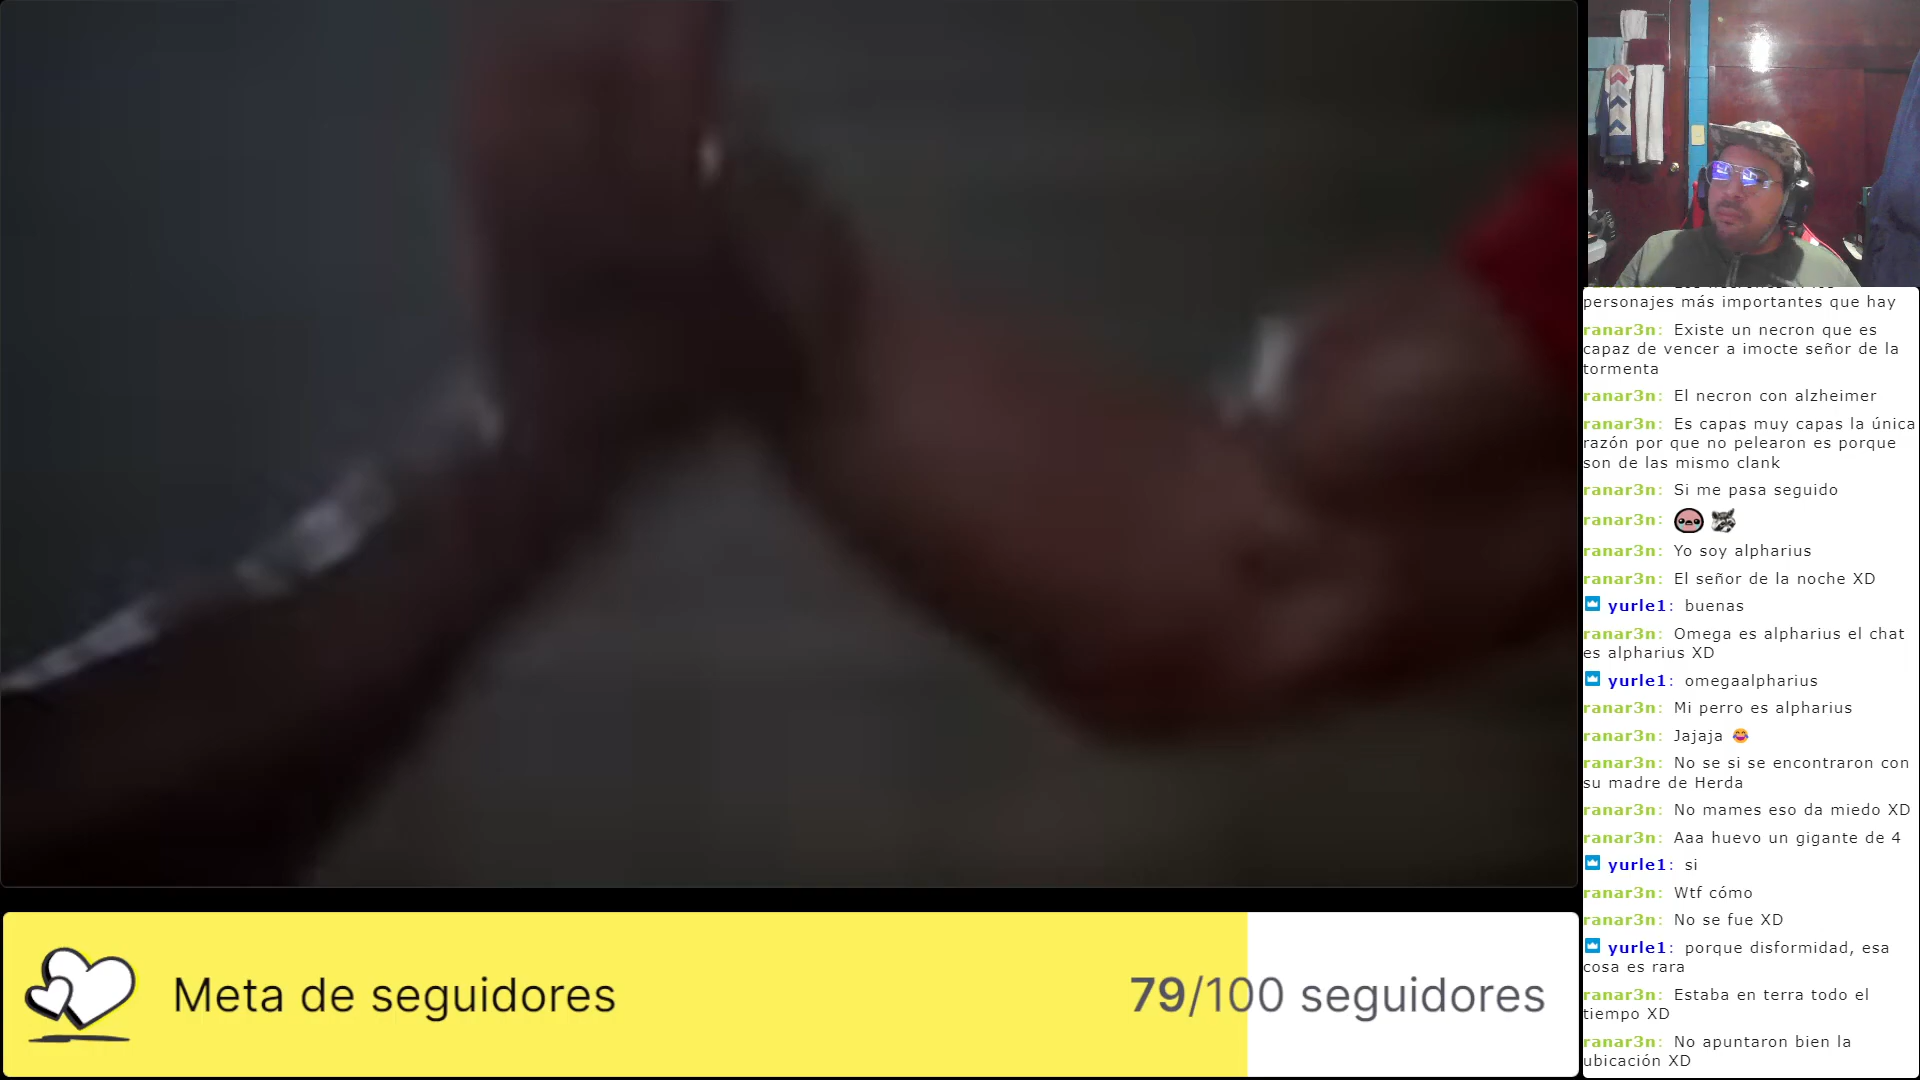 personajes más importantes que hay
ranar3n: Existe un necron que es
capaz de vencer a imocte señor de la
tormenta
ranar3n: El necron con alzheimer
ranar3n: Es capas muy capas la única
razón por que no pelearon es porque
son de las mismo clank
ranar3n: Si me pasa seguido
ranar3n:
ranar3n: Yo soy alpharius
ranar3n: El señor de la noche XD
yurle1: buenas
ranar3n: Omega es alpharius el chat
es alpharius XD
yurle1: omegaalpharius
ranar3n: Mi perro es alpharius
ranar3n: Jajaja 😂
ranar3n: No se si se encontraron con
su madre de Herda
ranar3n: No mames eso da miedo XD
ranar3n: Aaa huevo un gigante de 4
yurle1: si
ranar3n: Wtf cómo
ranar3n: No se fue XD
yurle1: porque disformidad, esa
cosa es rara
ranar3n: Estaba en terra todo el
tiempo XD
ranar3n: No apuntaron bien la
ubicación XD
Meta de seguidores
79/100 seguidores